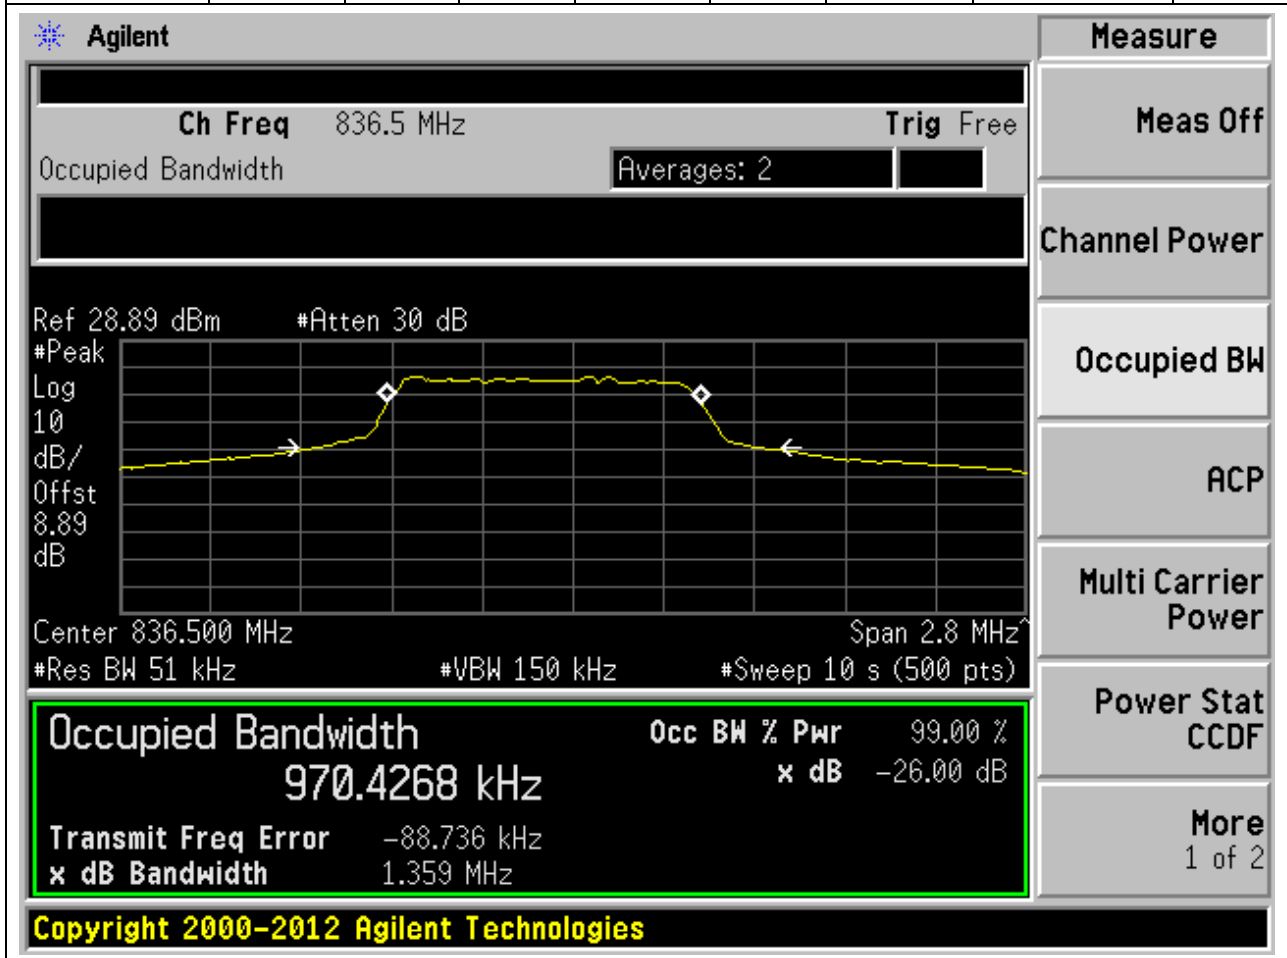 Agilent
Measure
Ch Freq 836.5 MHz Trig Free
Occupied Bandwidth Averages: 2
Ref 28.89 dBm #Atten 30 dB
#Peak
Log
10
dB/
Offst
8.89
dB
Center 836.500 MHz Span 2.8 MHz^
#Res BW 51 kHz #VBW 150 kHz #Sweep 10 s (500 pts)
Occupied Bandwidth Occ BW % Pwr 99.00 %
970.4268 kHz x dB -26.00 dB
Transmit Freq Error -88.736 kHz
x dB Bandwidth 1.359 MHz
Copyright 2000-2012 Agilent Technologies
Meas Off
Channel Power
Occupied BW
ACP
Multi Carrier
Power
Power Stat
CCDF
More
1 of 2